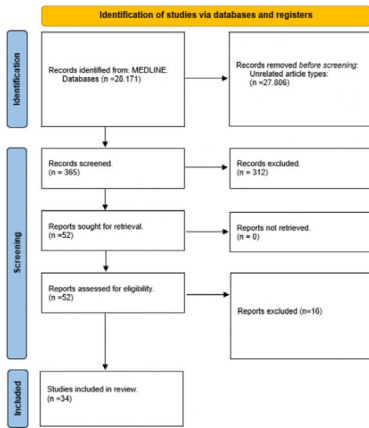 Identification of studies via databases and registers
Identification
Records identified from: MEDLINE.
Databases (n =28.171)
Records removed before screening:
Unrelated article types:
(n =27.806)
Screening
Records screened.
(n = 365)
Records excluded.
(n = 312)
Reports sought for retrieval.
(n =52)
Reports not retrieved.
(n = 0)
Reports assessed for eligibility.
(n =52)
Reports excluded (n=16)
Included
Studies included in review.
(n =34)